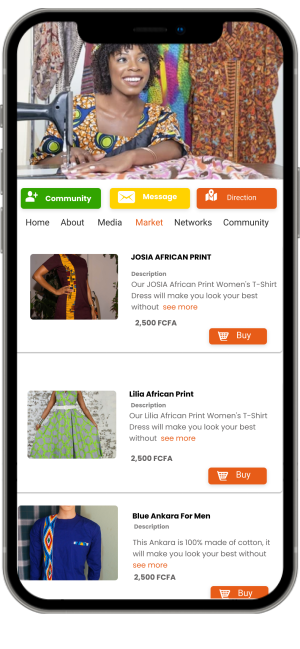 Community
Message
Direction
Home About Media Market Networks Community
JOSIA AFRICAN PRINT
Description
Our JOSIA African Print Women's T-Shirt
Dress will make you look your best
without see more
2,500 FCFA
Buy
Lilia African Print
Description
Our Lilia African Print Women's T-Shirt
Dress will make you look your best
without see more
2,500 FCFA
Buy
Blue Ankara For Men
Description
This Ankara is 100% made of cotton, it
will make you look your best without
see more
2,500 FCFA
Buy